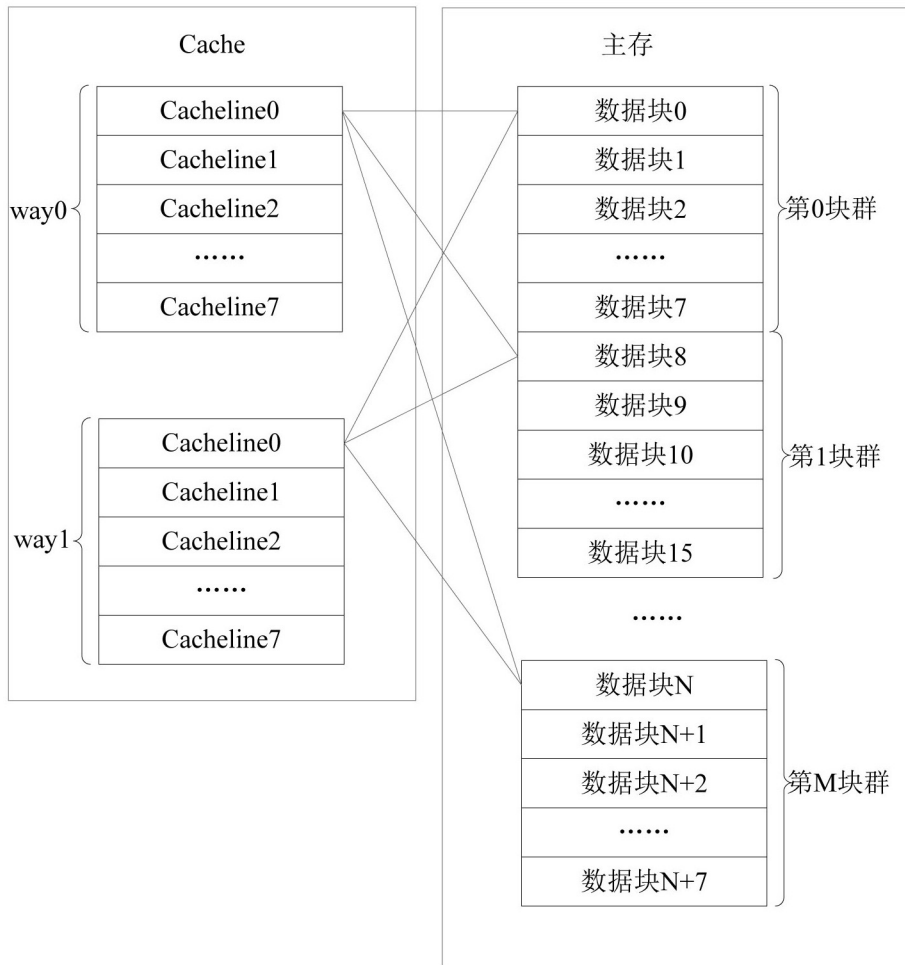 Cache
Cacheline0
Cacheline1
Cacheline2
……
Cacheline7
way0
Cacheline0
Cacheline1
Cacheline2
……
Cacheline7
way1
主存
数据块0
数据块1
数据块2
……
数据块7
第0块群
数据块8
数据块9
数据块10
……
数据块15
第1块群
……
数据块N
数据块N+1
数据块N+2
……
数据块N+7
第M块群